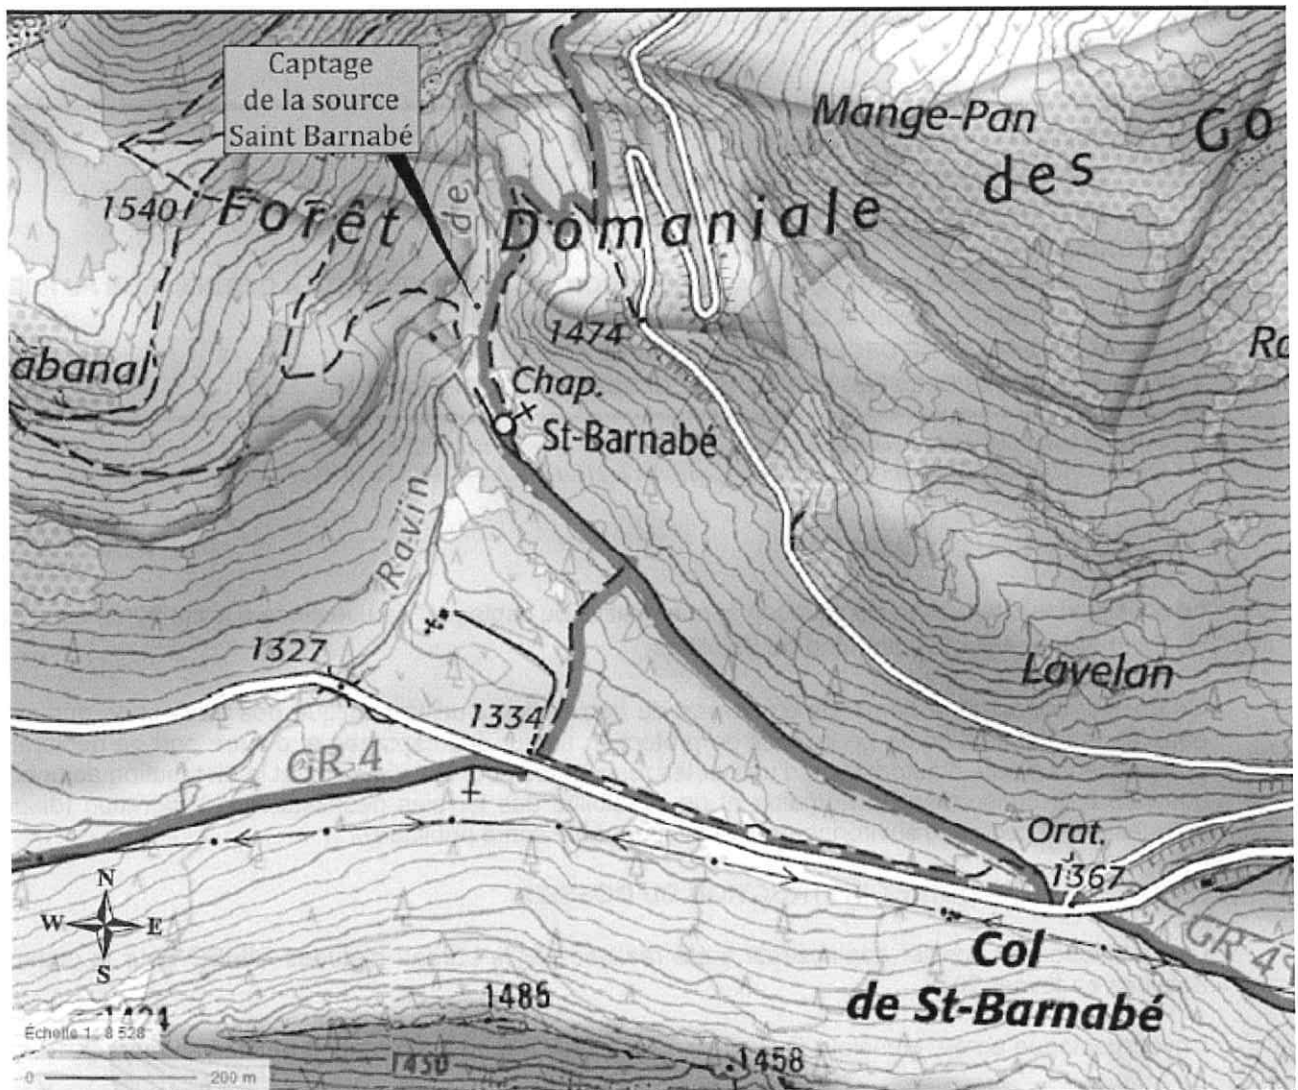 Captage
de la source
Saint Barnabé
Mange-Pan
des
Go
1540
Forêt
de
Domaniale
1474
abanal
Chap.
St-Barnabé
Ravin
1327
1334
GR 4
Lavelan
Orat.
1367
GR 4
Col
de St-Barnabé
N
W
E
S
1485
1458
1450
Échelle 1 : 8 528
0
200 m